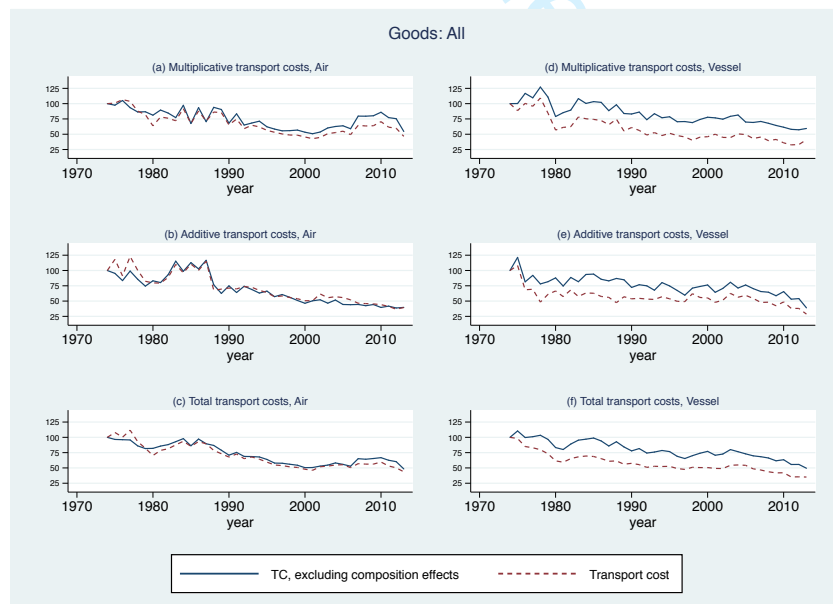 Goods: All
(a) Multiplicative transport costs, Air
125
100
75
50
25
1970 1980 1990 2000 2010
year
(d) Multiplicative transport costs, Vessel
125
100
75
50
25
1970 1980 1990 2000 2010
year
(b) Additive transport costs, Air
125
100
75
50
25
1970 1980 1990 2000 2010
year
(e) Additive transport costs, Vessel
125
100
75
50
25
1970 1980 1990 2000 2010
year
(c) Total transport costs, Air
125
100
75
50
25
1970 1980 1990 2000 2010
year
(f) Total transport costs, Vessel
125
100
75
50
25
1970 1980 1990 2000 2010
year
TC, excluding composition effects Transport cost